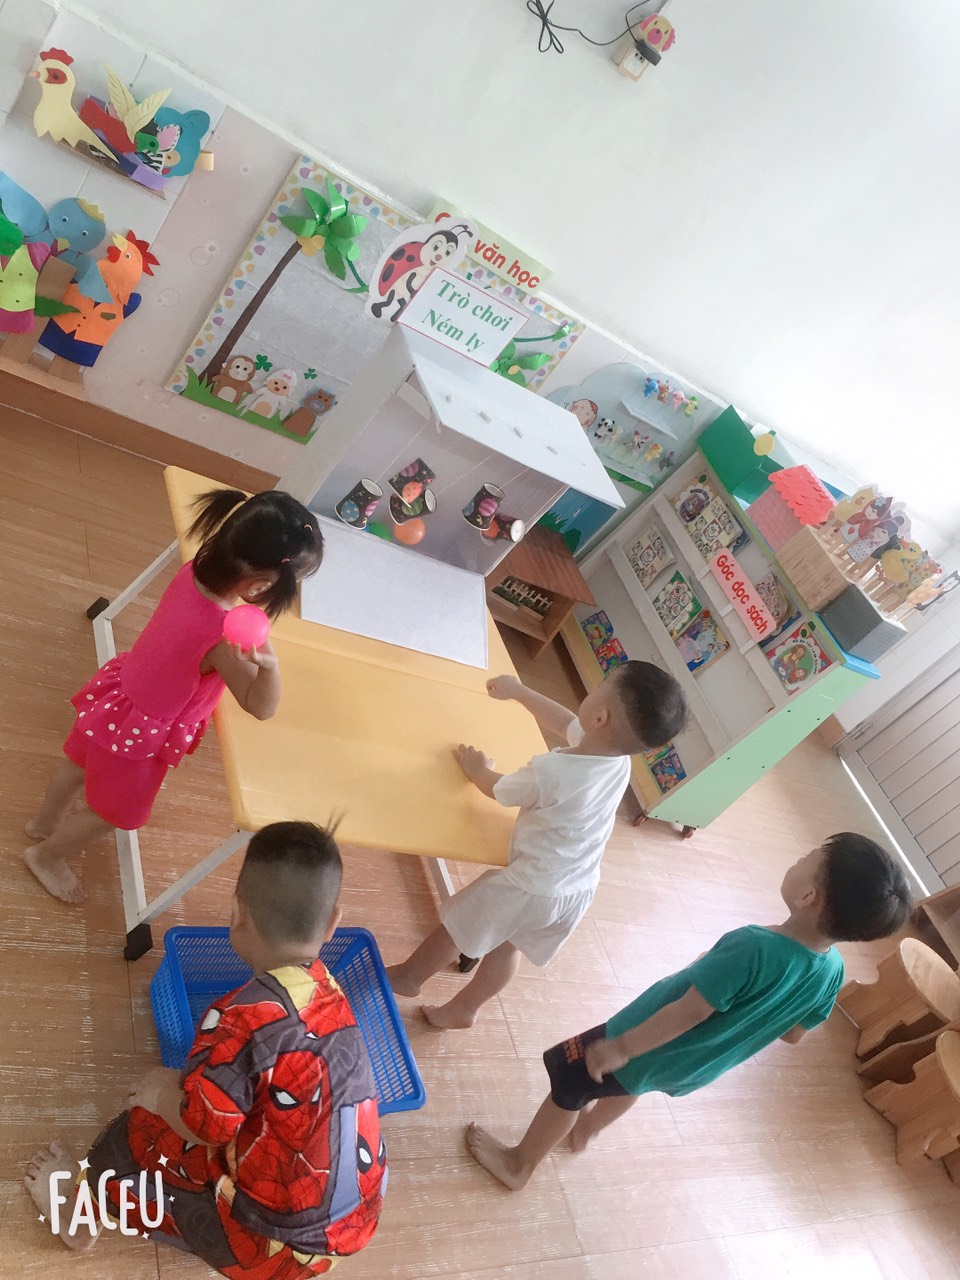 văn học
Trò chơi
Ném ly
Góc đọc sách
FACEU